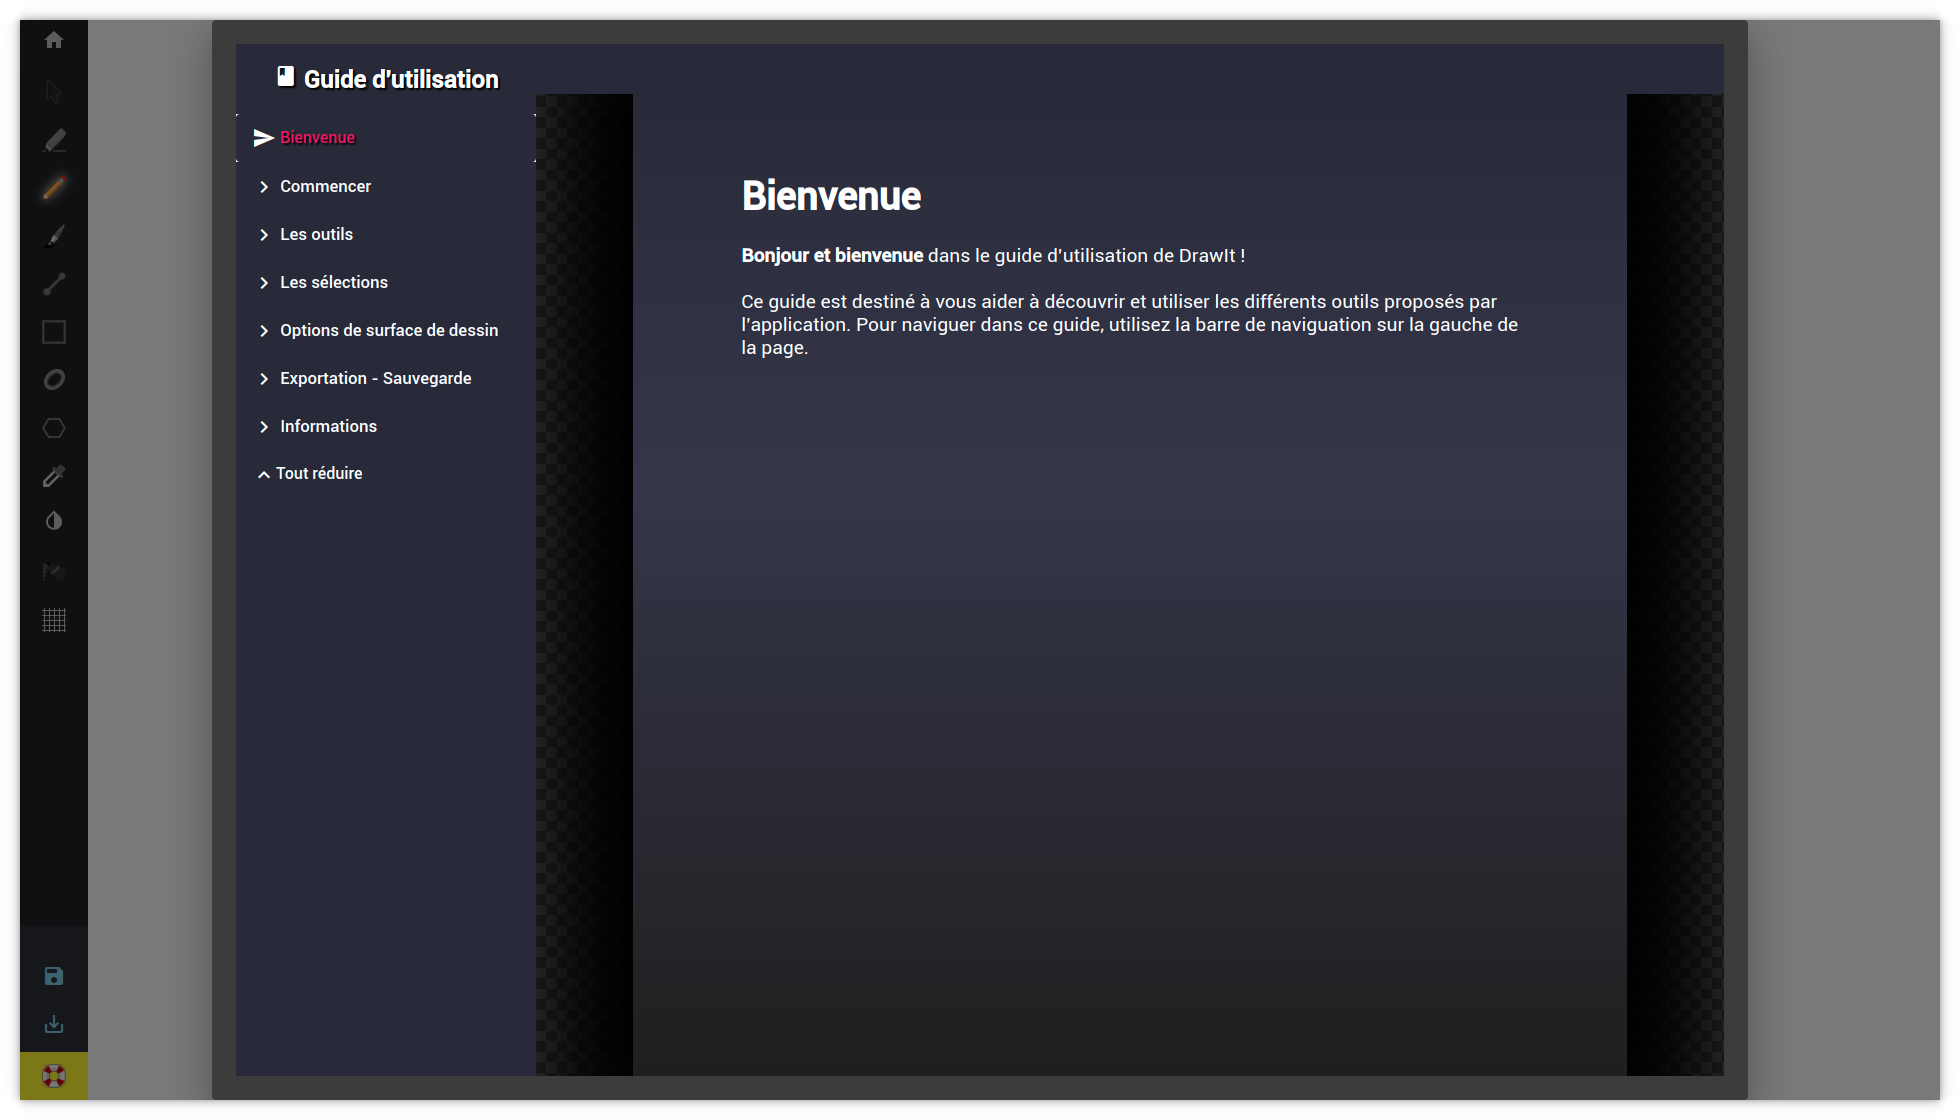 Guide d'utilisation
Bienvenue
Commencer
Les outils
Les sélections
Options de surface de dessin
Exportation - Sauvegarde
Informations
Tout réduire
Bienvenue
Bonjour et bienvenue dans le guide d'utilisation de DrawIt !
Ce guide est destiné à vous aider à découvrir et utiliser les différents outils proposés par
l'application. Pour naviguer dans ce guide, utilisez la barre de naviguation sur la gauche de
la page.